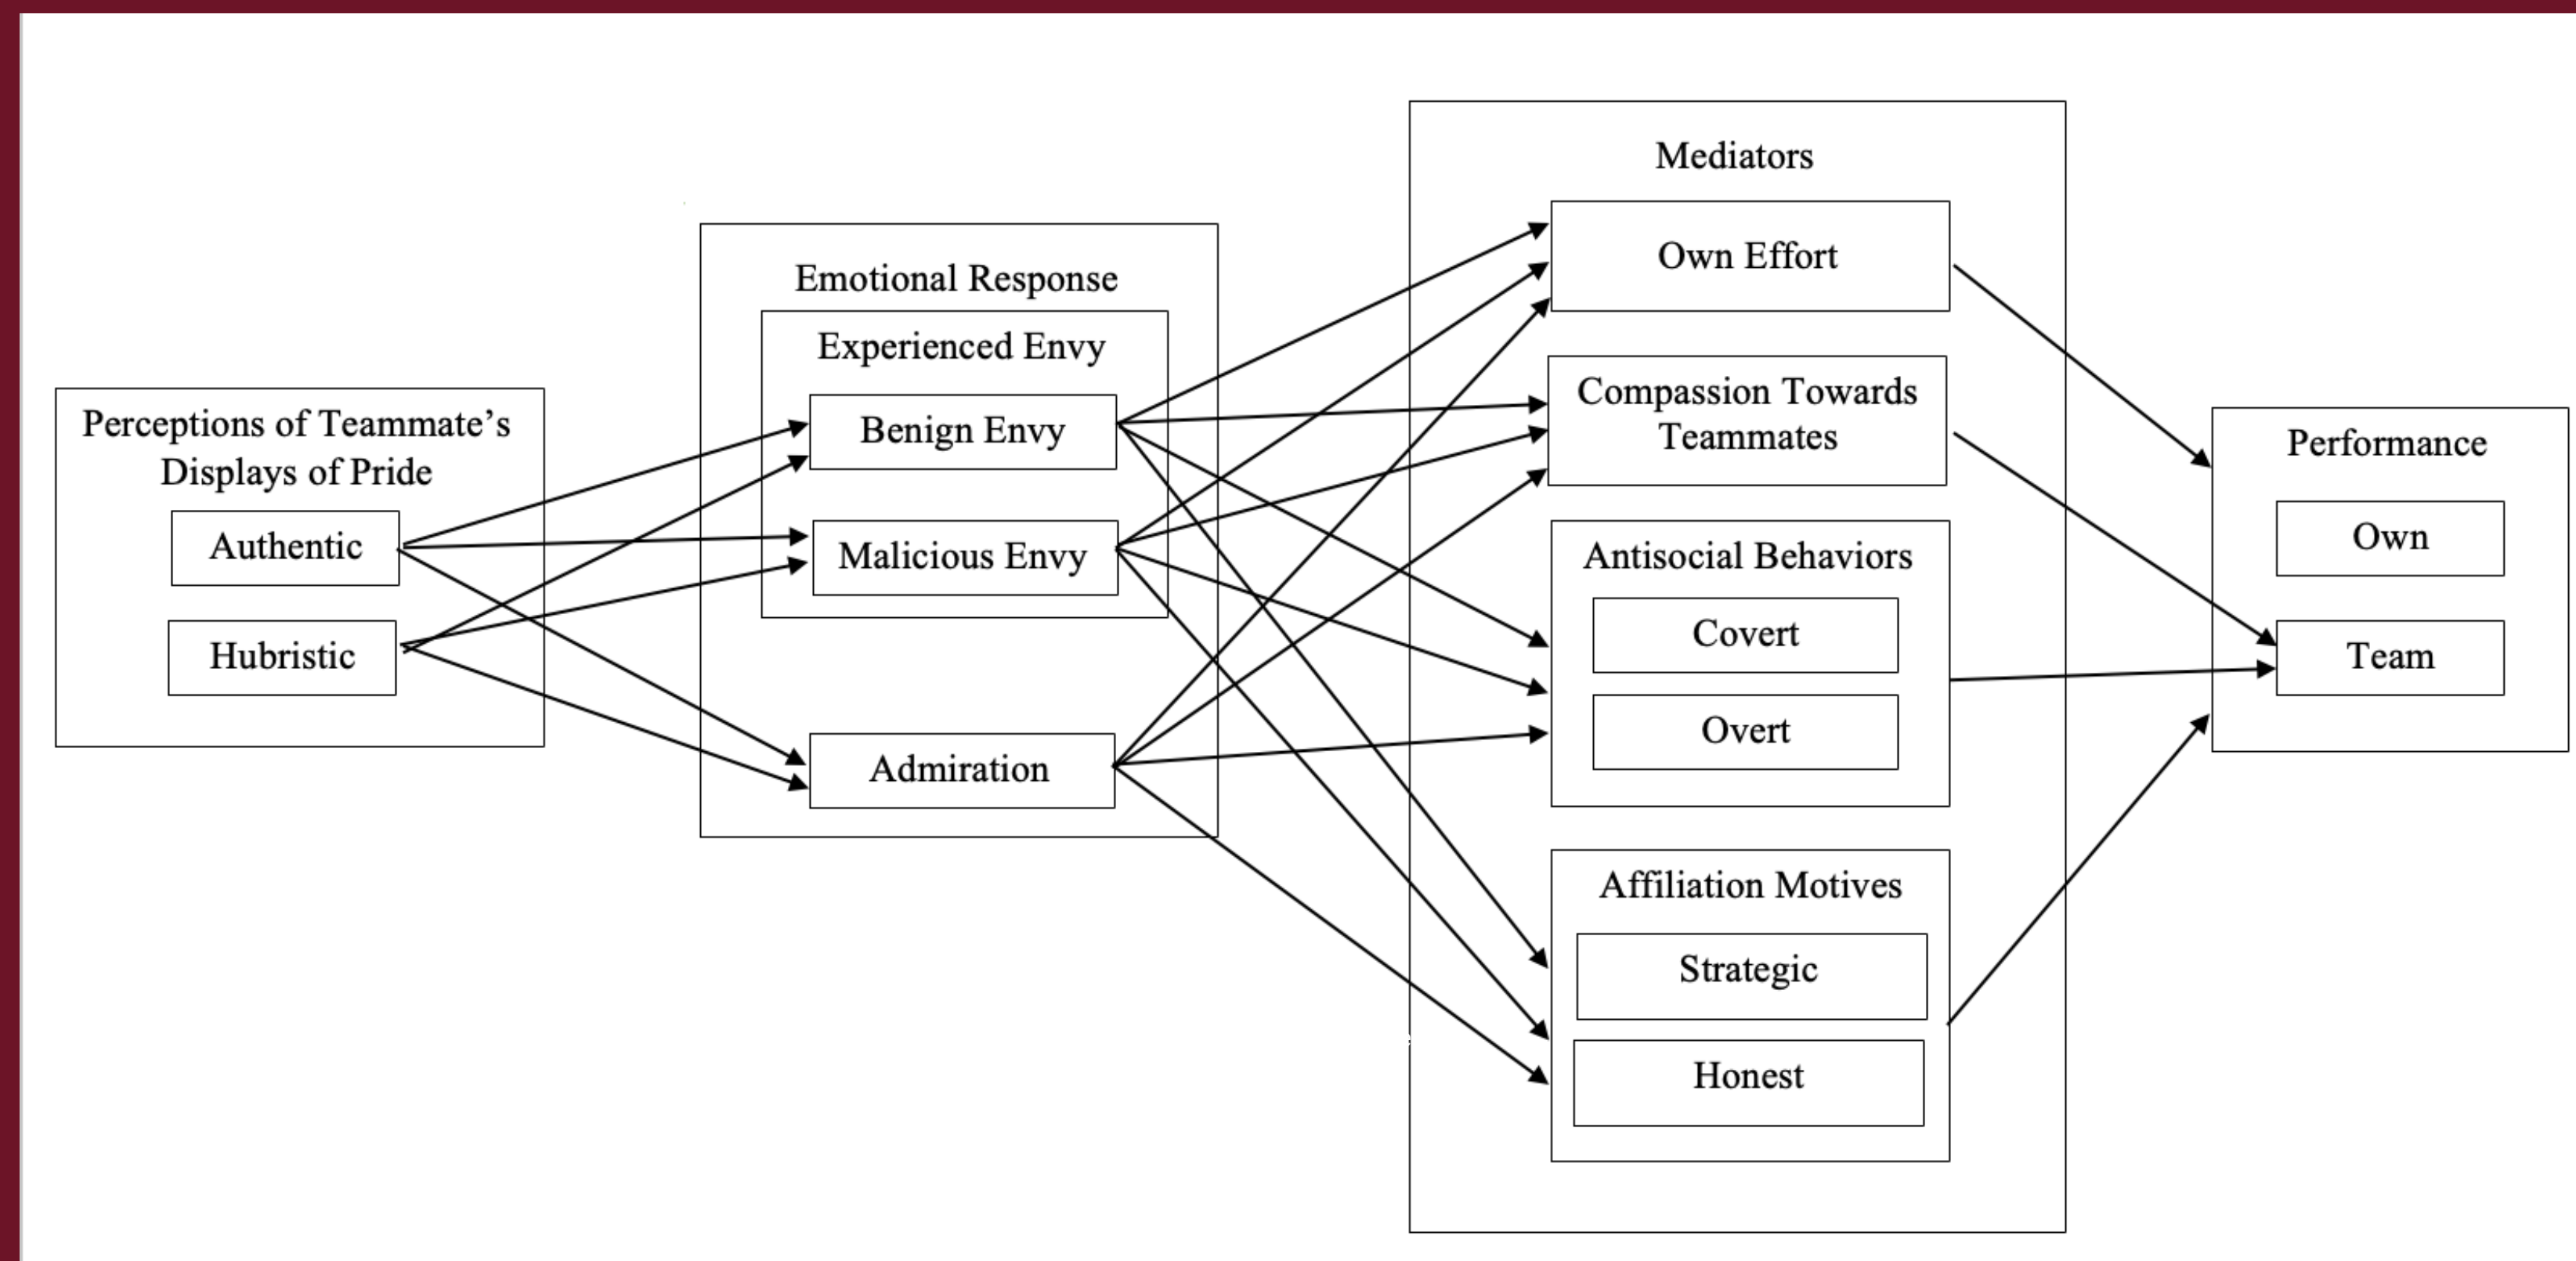 Perceptions of Teammate's
Displays of Pride
Authentic
Hubristic
Emotional Response
Experienced Envy
Benign Envy
Malicious Envy
Admiration
Mediators
Own Effort
Compassion Towards
Teammates
Antisocial Behaviors
Covert
Overt
Affiliation Motives
Strategic
Honest
Performance
Own
Team